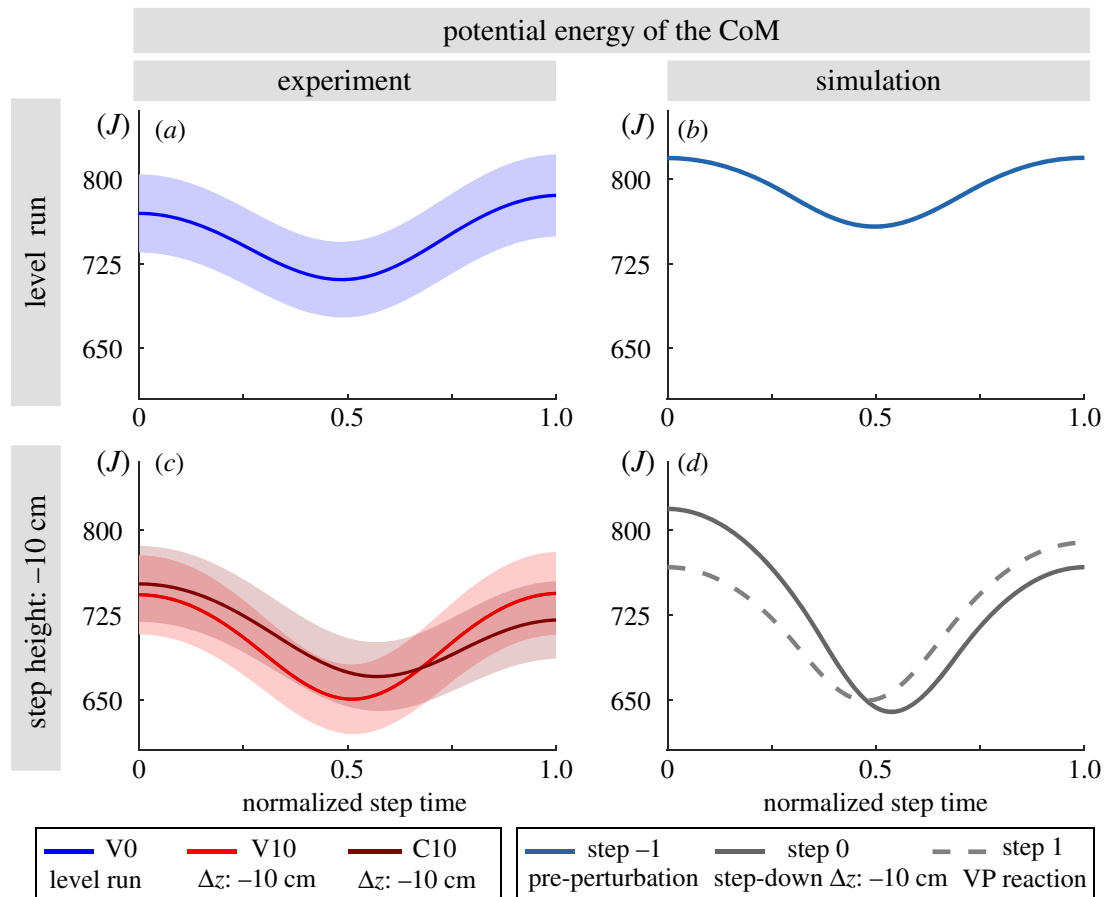 potential energy of the CoM
experiment
simulation
level run
(J) (a)
800
725
650
0 0.5 1.0
(J) (b)
800
725
650
0 0.5 1.0
step height: –10 cm
(J) (c)
800
725
650
0 0.5 1.0
normalized step time
(J) (d)
800
725
650
0 0.5 1.0
normalized step time
V0 V10 C10
level run Δz: –10 cm Δz: –10 cm
step –1 step 0 step 1
pre-perturbation step-down Δz: –10 cm VP reaction